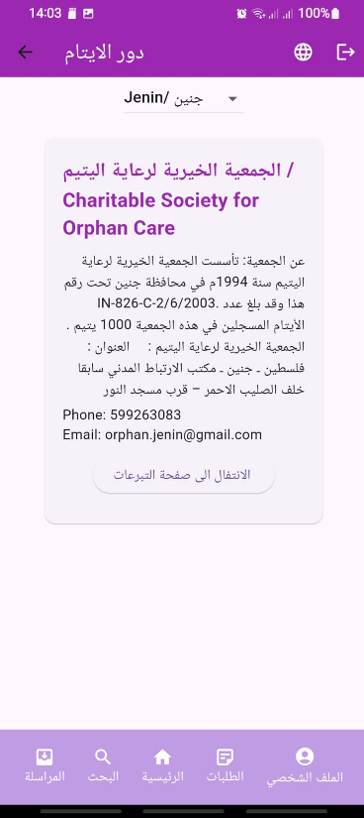 14:03
100%
دور الايتام
Jenin/ جنين
الجمعية الخيرية لرعاية اليتيم /
Charitable Society for
Orphan Care
عن الجمعية: تأسست الجمعية الخيرية لرعاية
اليتيم سنة 1994م في محافظة جنين تحت رقم
IN-826-C-2/6/2003. هذا وقد بلغ عدد
الأيتام المسجلين في هذه الجمعية 1000 يتيم .
الجمعية الخيرية لرعاية اليتيم : العنوان :
فلسطين ـ جنين ـ مكتب الارتباط المدني سابقا
خلف الصليب الاحمر – قرب مسجد النور
Phone: 599263083
Email: orphan.jenin@gmail.com
الانتقال الى صفحة التبرعات
الملف الشخصي
الطلبات
الرئيسية
البحث
المراسلة